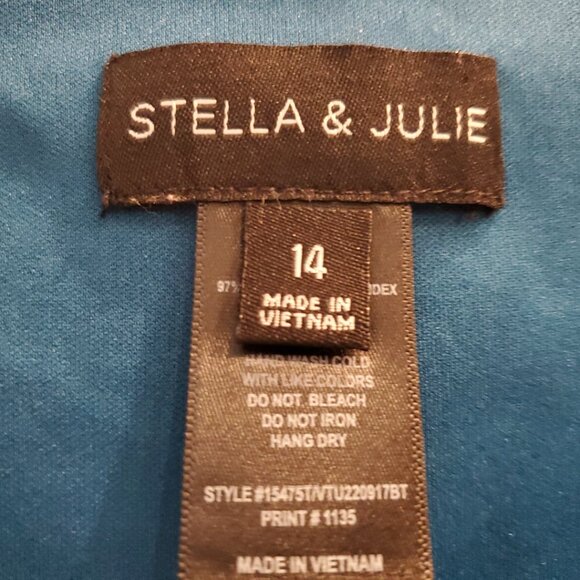 STELLA & JULIE
14
MADE IN
VIETNAM
97%
HAND WASH COLD
WITH LIKE COLORS
DO NOT BLEACH
DO NOT IRON
HANG DRY
STYLE #15475T/VTU220917BT
PRINT # 1135
MADE IN VIETNAM